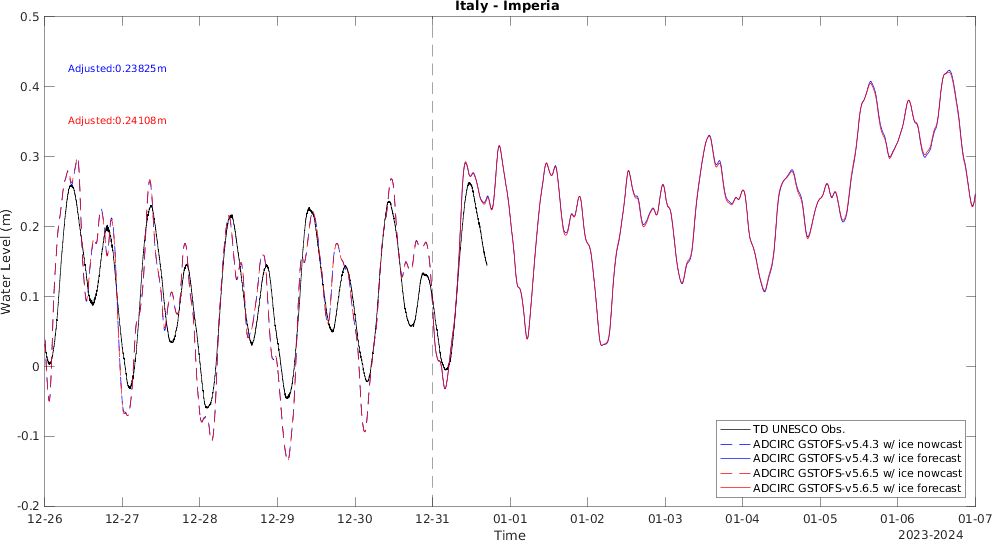 Italy - Imperia
Adjusted:0.23825m
Adjusted:0.24108m
Water Level (m)
0.5
0.4
0.3
0.2
0.1
0
-0.1
-0.2
TD UNESCO Obs.
ADCIRC GSTOFS-v5.4.3 w/ ice nowcast
ADCIRC GSTOFS-v5.4.3 w/ ice forecast
ADCIRC GSTOFS-v5.6.5 w/ ice nowcast
ADCIRC GSTOFS-v5.6.5 w/ ice forecast
12-26 12-27 12-28 12-29 12-30 12-31 01-01 01-02 01-03 01-04 01-05 01-06 01-07
Time
2023-2024